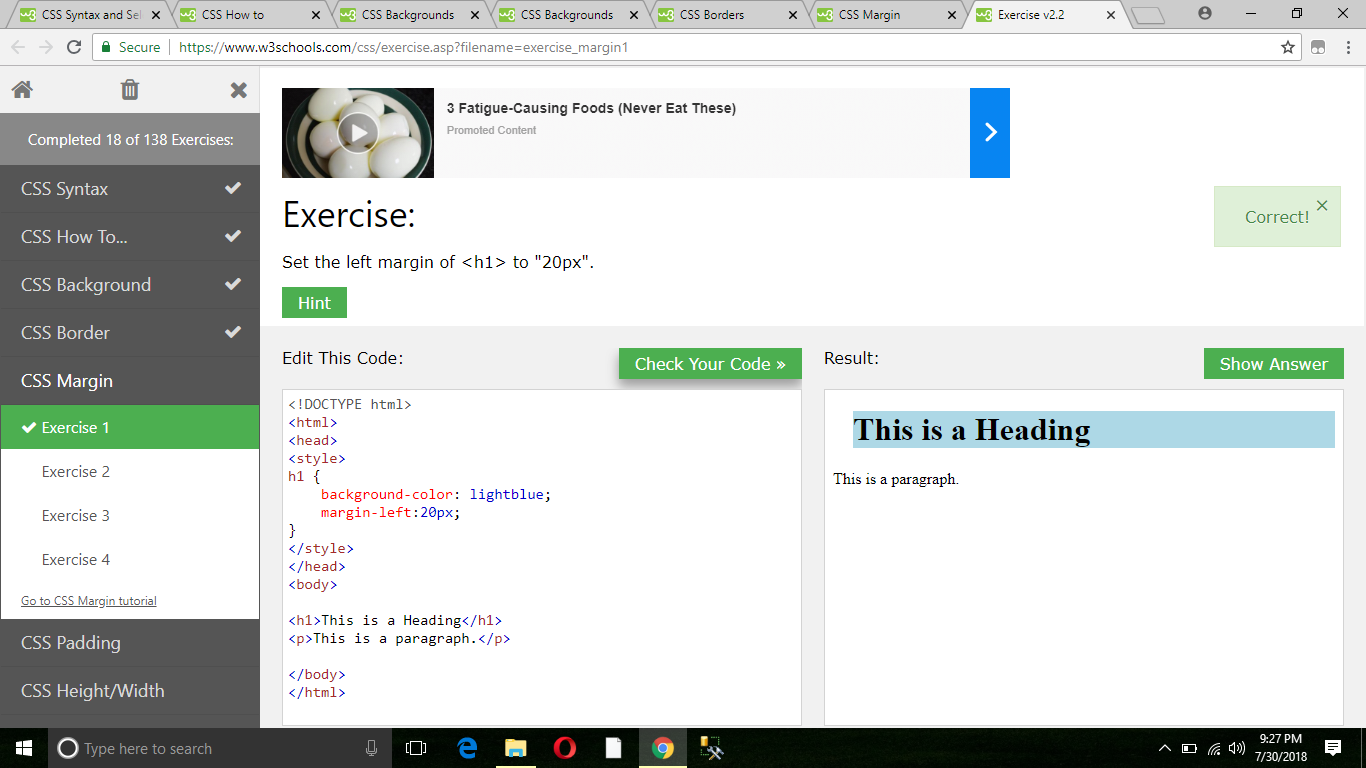 CSS Syntax and Sel
CSS How to
CSS Backgrounds
CSS Backgrounds
CSS Borders
CSS Margin
Exercise v2.2
Secure
https://www.w3schools.com/css/exercise.asp?filename=exercise_margin1
Completed 18 of 138 Exercises:
CSS Syntax
CSS How To...
CSS Background
CSS Border
CSS Margin
Exercise 1
Exercise 2
Exercise 3
Exercise 4
Go to CSS Margin tutorial
CSS Padding
CSS Height/Width
3 Fatigue-Causing Foods (Never Eat These)
Promoted Content
Exercise:
Correct!
Set the left margin of <h1> to "20px".
Hint
Edit This Code:
Check Your Code »
<!DOCTYPE html>
<html>
<head>
<style>
h1 {
    background-color: lightblue;
    margin-left:20px;
}
</style>
</head>
<body>
<h1>This is a Heading</h1>
<p>This is a paragraph.</p>
</body>
</html>
Result:
Show Answer
This is a Heading
This is a paragraph.
Type here to search
9:27 PM
7/30/2018